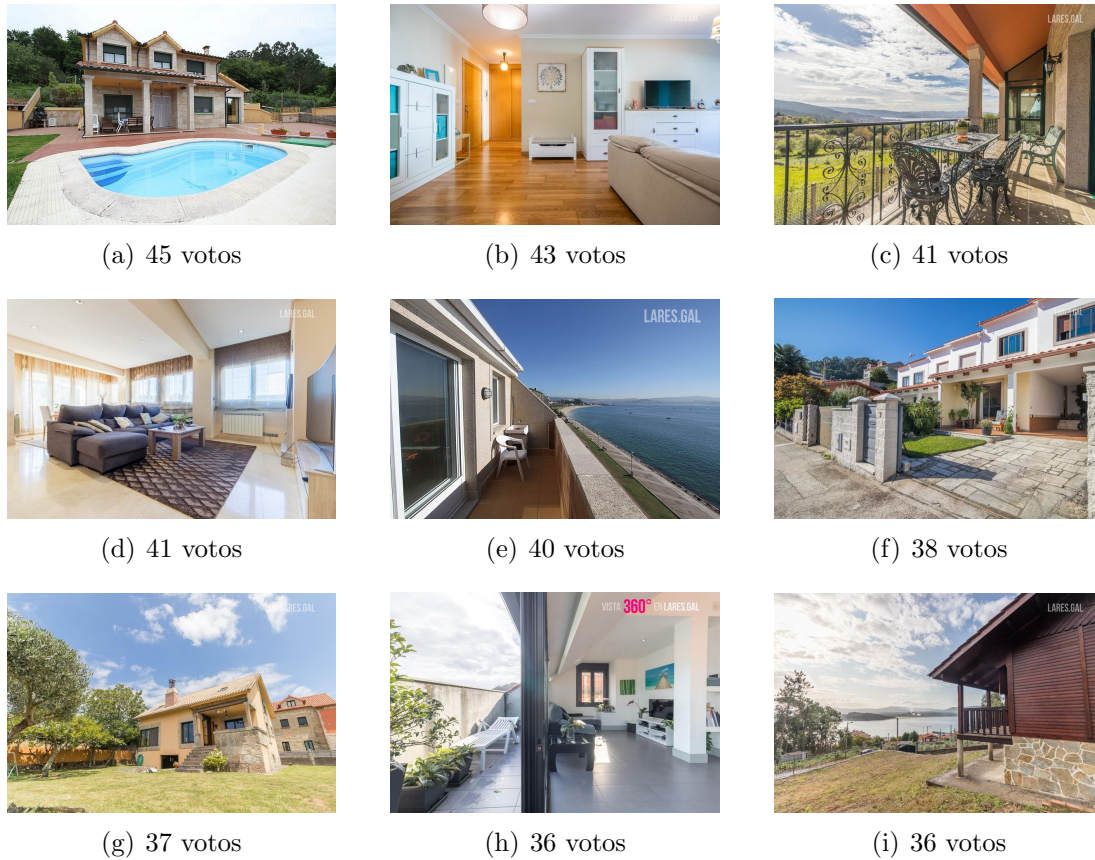 LARES.GAL
LARES.GAL
(a) 45 votos
(b) 43 votos
(c) 41 votos
LARES.GAL
LARES.GAL
(d) 41 votos
(e) 40 votos
(f) 38 votos
LARES.GAL
VISTA 360° EN LARES.GAL
LARES.GAL
(g) 37 votos
(h) 36 votos
(i) 36 votos